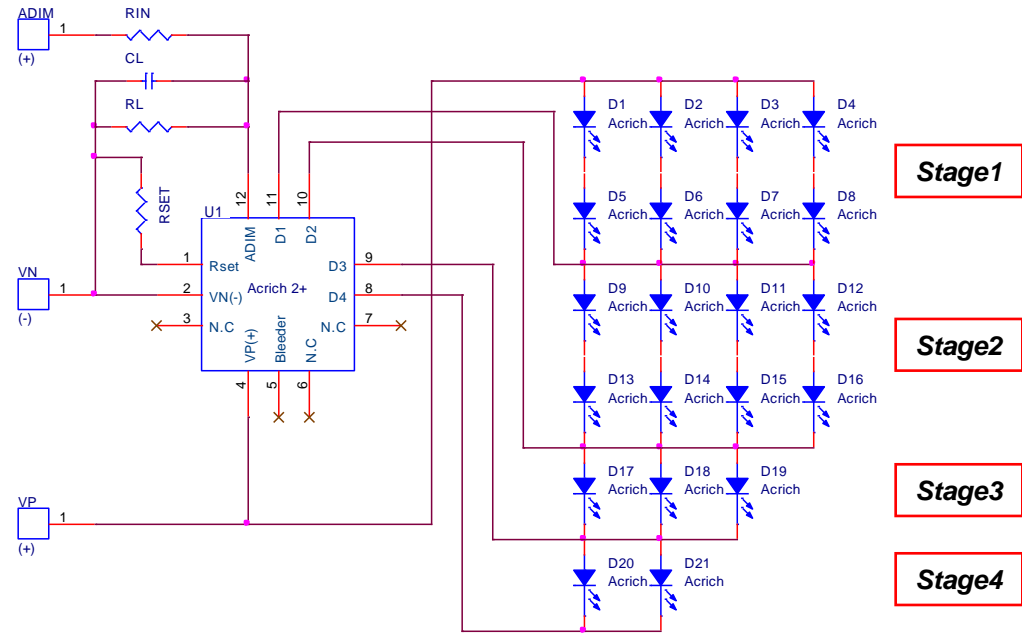 ADIM
1
(+)
RIN
CL
RL
RSET
VN
1
(-)
VP
1
(+)
U1
Acrich 2+
12
11
10
ADIM
D1
D2
1
Rset
2
VN(-)
3
N.C
D3
9
D4
8
N.C
7
VP(+)
Bleeder
N.C
4
5
6
D1
Acrich
D2
Acrich
D3
Acrich
D4
Acrich
D5
Acrich
D6
Acrich
D7
Acrich
D8
Acrich
Stage1
D9
Acrich
D10
Acrich
D11
Acrich
D12
Acrich
D13
Acrich
D14
Acrich
D15
Acrich
D16
Acrich
Stage2
D17
Acrich
D18
Acrich
D19
Acrich
Stage3
D20
Acrich
D21
Acrich
Stage4